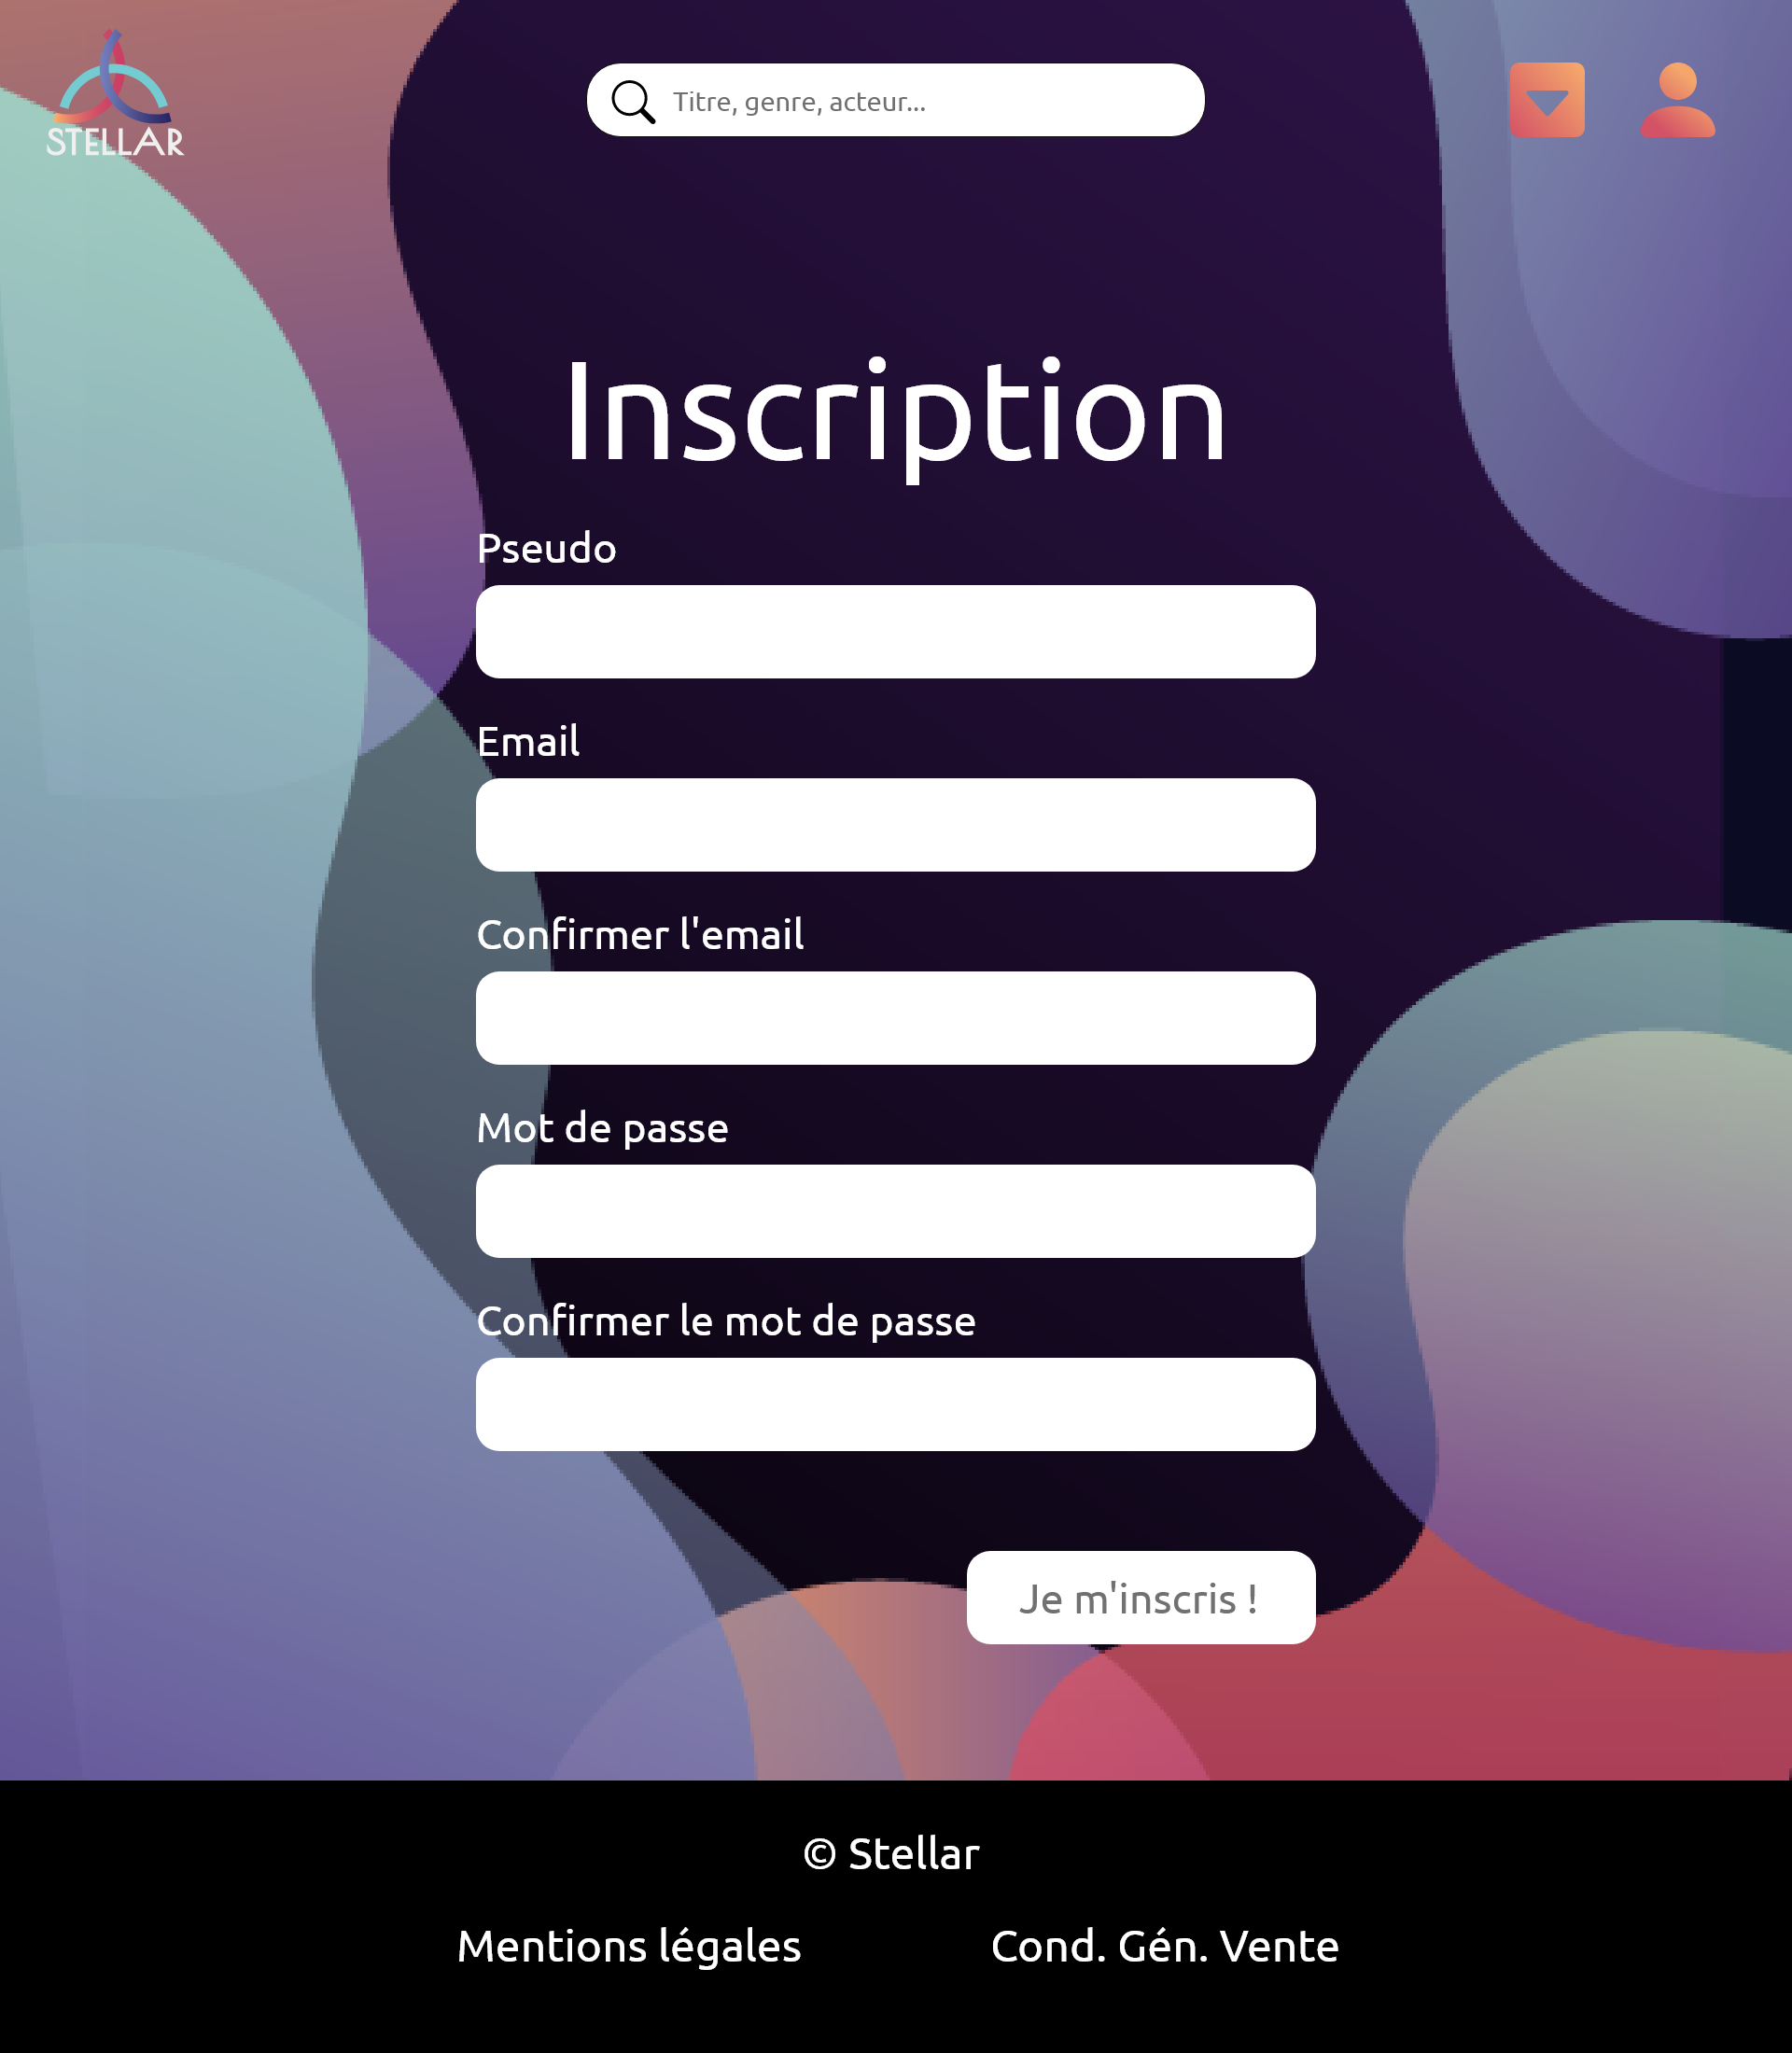 STELLAR
Titre, genre, acteur...
Inscription
Pseudo
Email
Confirmer l'email
Mot de passe
Confirmer le mot de passe
Je m'inscris !
© Stellar
Mentions légales
Cond. Gén. Vente